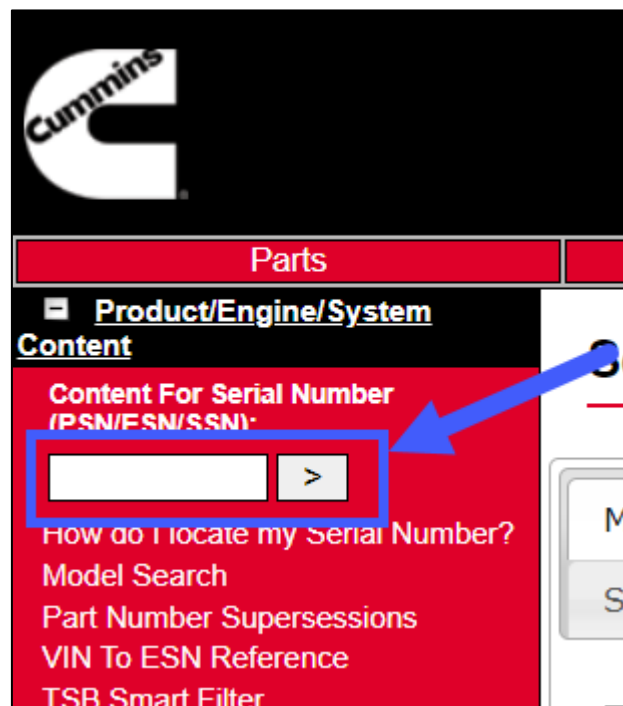 Cummins
Parts
Product/Engine/System
Content
Content For Serial Number
(PSN/ESN/SSN):
>
How do I locate my Serial Number?
Model Search
Part Number Supersessions
VIN To ESN Reference
TSB Smart Filter